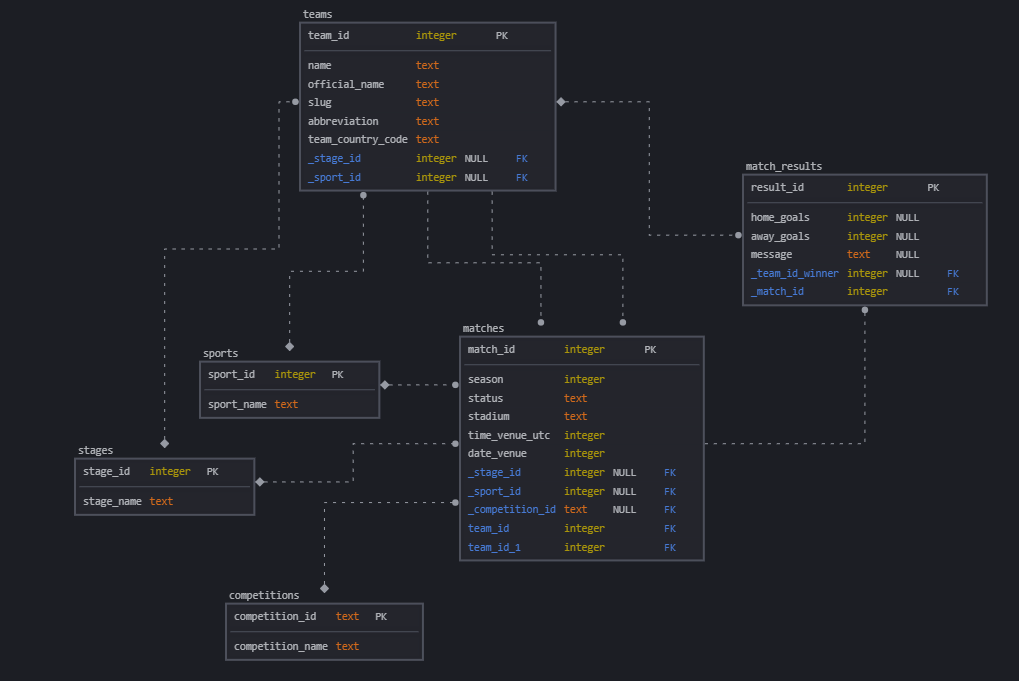 teams
team_id integer PK
name text
official_name text
slug text
abbreviation text
team_country_code text
_stage_id integer NULL FK
_sport_id integer NULL FK
match_results
result_id integer PK
home_goals integer NULL
away_goals integer NULL
message text NULL
_team_id_winner integer NULL FK
_match_id integer FK
matches
match_id integer PK
season integer
status text
stadium text
time_venue_utc integer
date_venue integer
_stage_id integer NULL FK
_sport_id integer NULL FK
_competition_id text NULL FK
team_id integer FK
team_id_1 integer FK
sports
sport_id integer PK
sport_name text
stages
stage_id integer PK
stage_name text
competitions
competition_id text PK
competition_name text